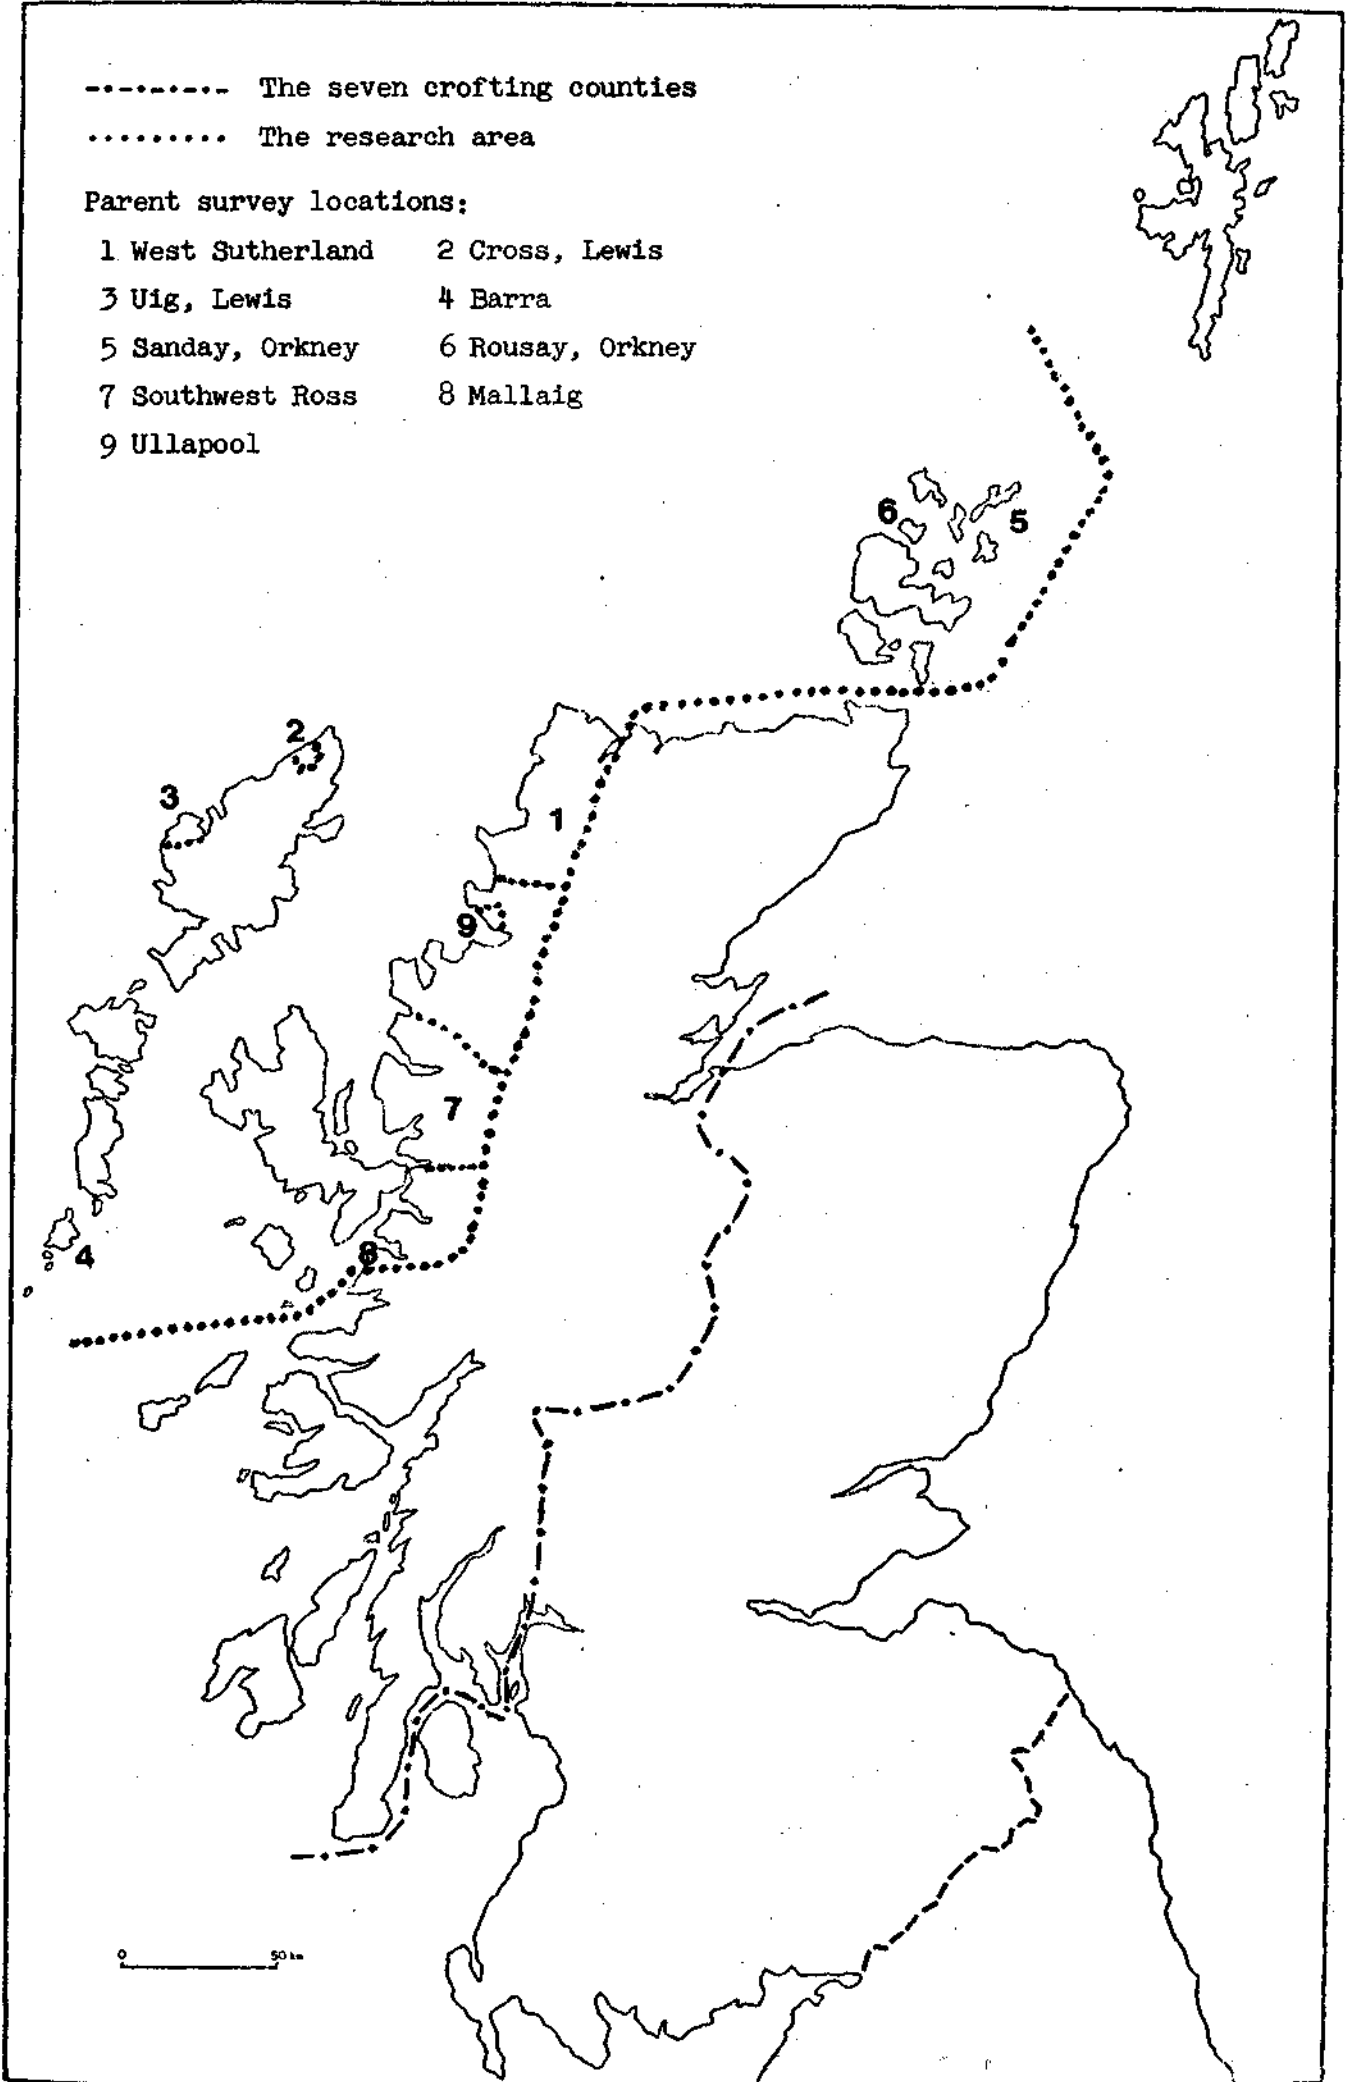 The seven crofting counties
The research area
Parent survey locations:
1 West Sutherland 2 Cross, Lewis
3 Uig, Lewis 4 Barra
5 Sanday, Orkney 6 Rousay, Orkney
7 Southwest Ross 8 Mallaig
9 Ullapool
6
5
2
3
1
9
7
4
8
0 50 km